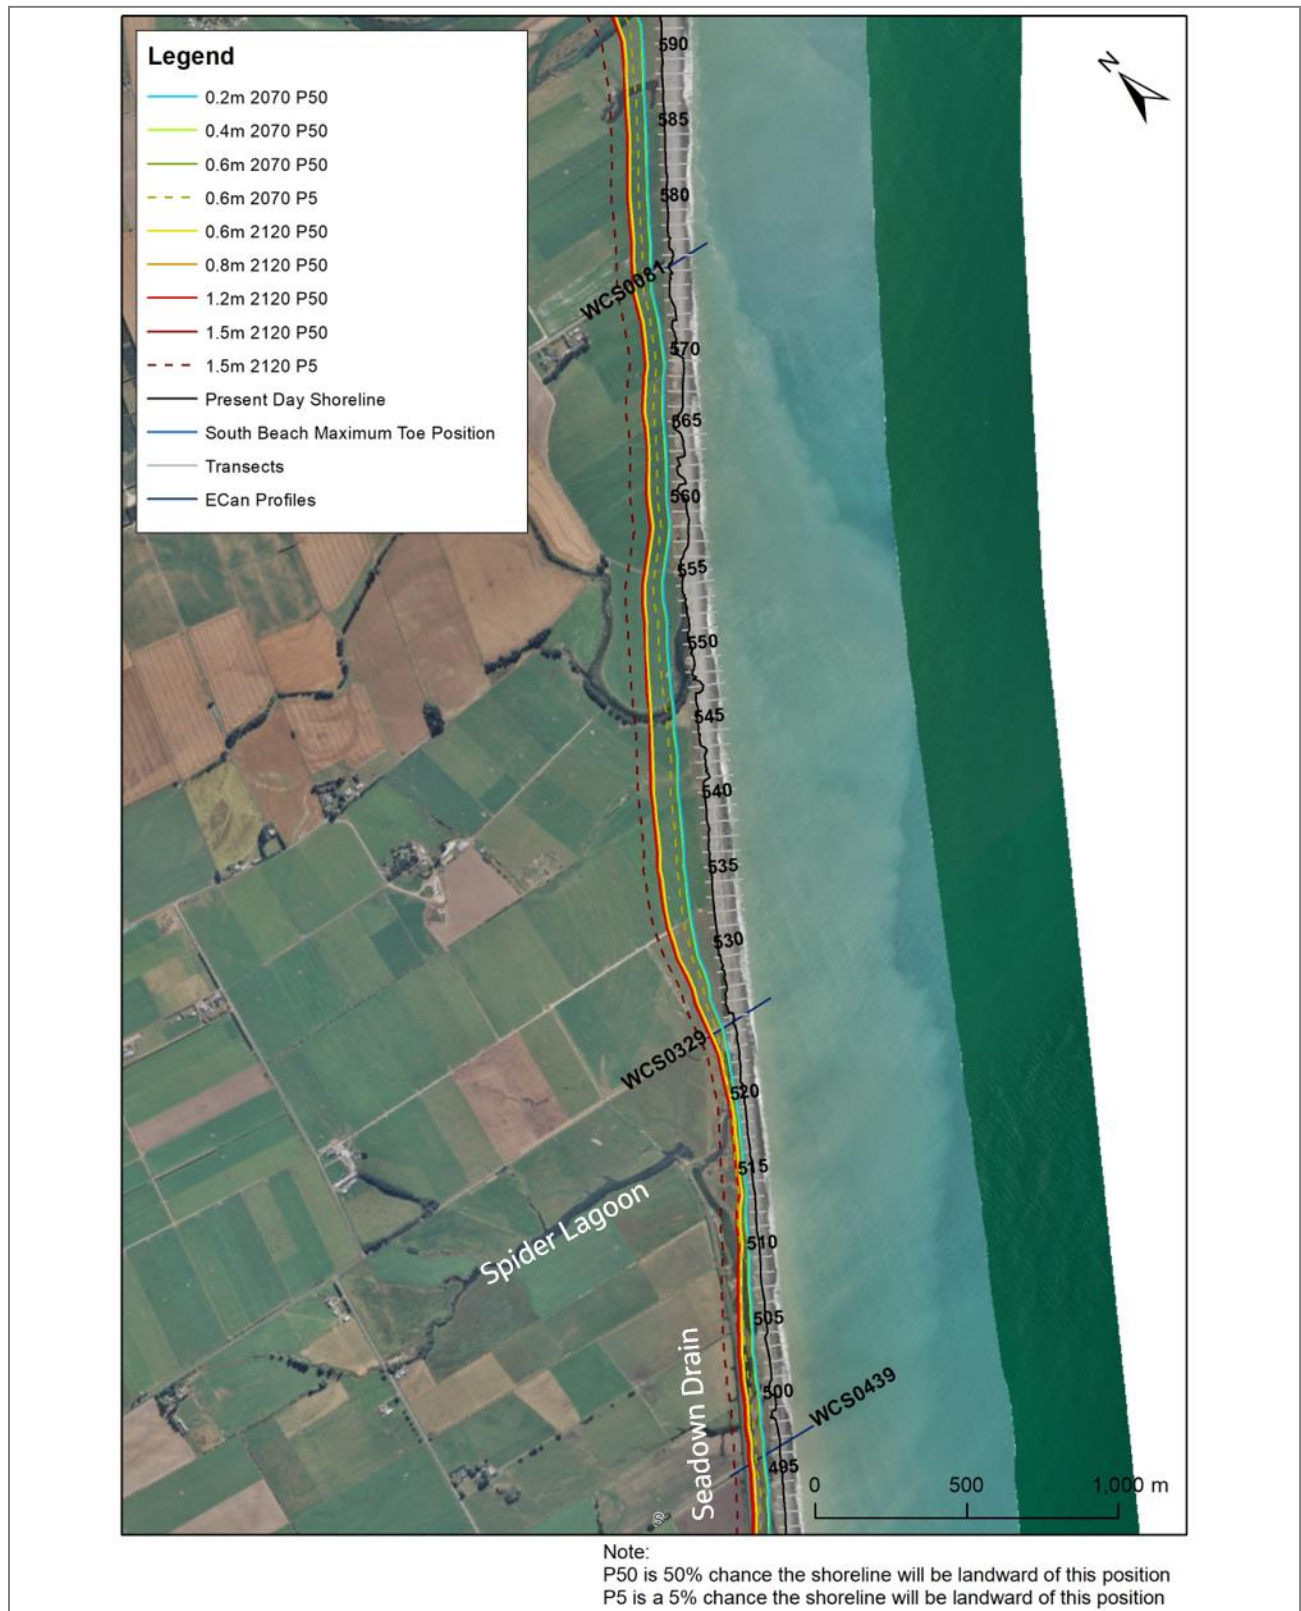 Legend
0.2m 2070 P50
0.4m 2070 P50
0.6m 2070 P50
0.6m 2070 P5
0.6m 2120 P50
0.8m 2120 P50
1.2m 2120 P50
1.5m 2120 P50
1.5m 2120 P5
Present Day Shoreline
South Beach Maximum Toe Position
Transects
ECan Profiles
N
590
585
580
WCS0081
570
565
560
555
550
545
540
535
530
WCS0329
520
515
Spider Lagoon
510
505
Seadown Drain
500
WCS0439
495
0 500 1,000 m
Note:
P50 is 50% chance the shoreline will be landward of this position
P5 is a 5% chance the shoreline will be landward of this position